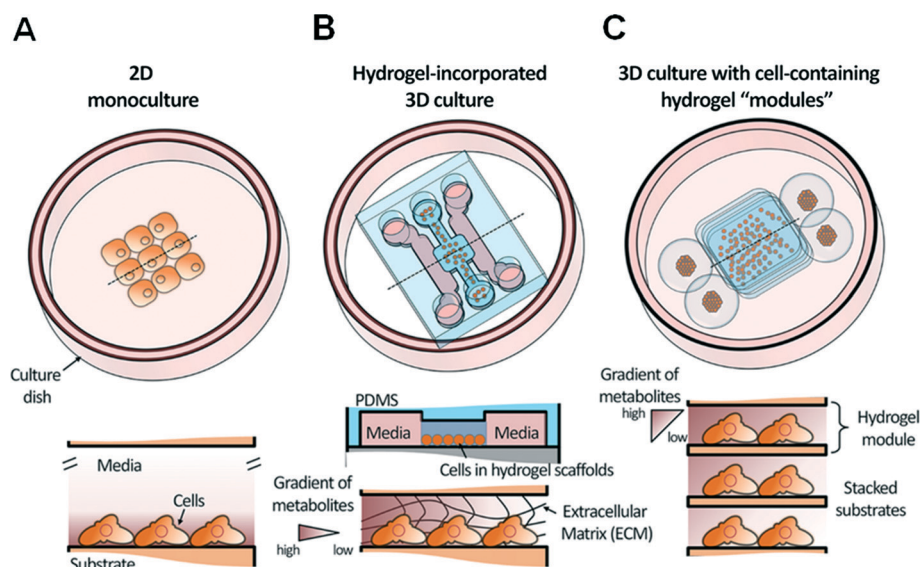 A
2D
monoculture
B
Hydrogel-incorporated
3D culture
C
3D culture with cell-containing
hydrogel “modules”
Culture
dish
Media
Cells
Substrate
PDMS
Media
Media
Cells in hydrogel scaffolds
Gradient of
metabolites
high
low
Extracellular
Matrix (ECM)
Gradient of
metabolites
high
low
Hydrogel
module
Stacked
substrates